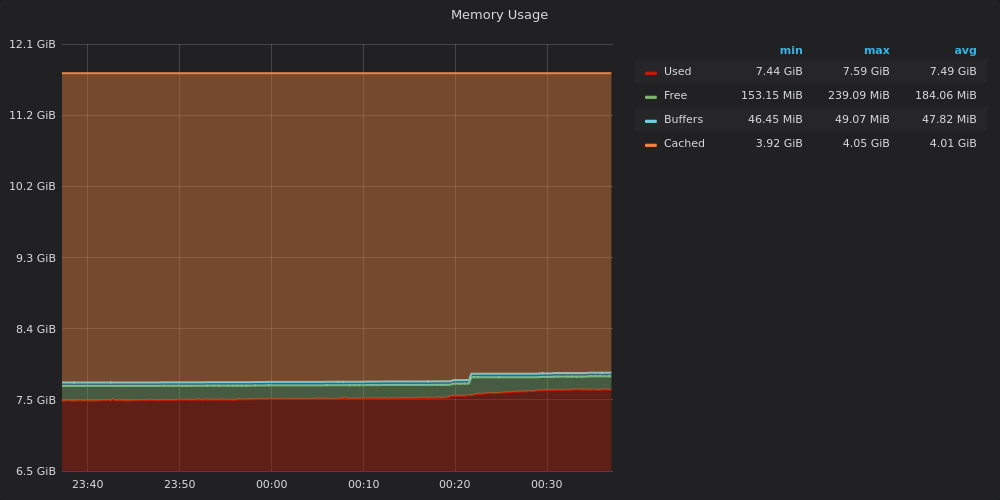 Memory Usage
12.1 GiB
11.2 GiB
10.2 GiB
9.3 GiB
8.4 GiB
7.5 GiB
6.5 GiB
23:40 23:50 00:00 00:10 00:20 00:30
min max avg
Used 7.44 GiB 7.59 GiB 7.49 GiB
Free 153.15 MiB 239.09 MiB 184.06 MiB
Buffers 46.45 MiB 49.07 MiB 47.82 MiB
Cached 3.92 GiB 4.05 GiB 4.01 GiB